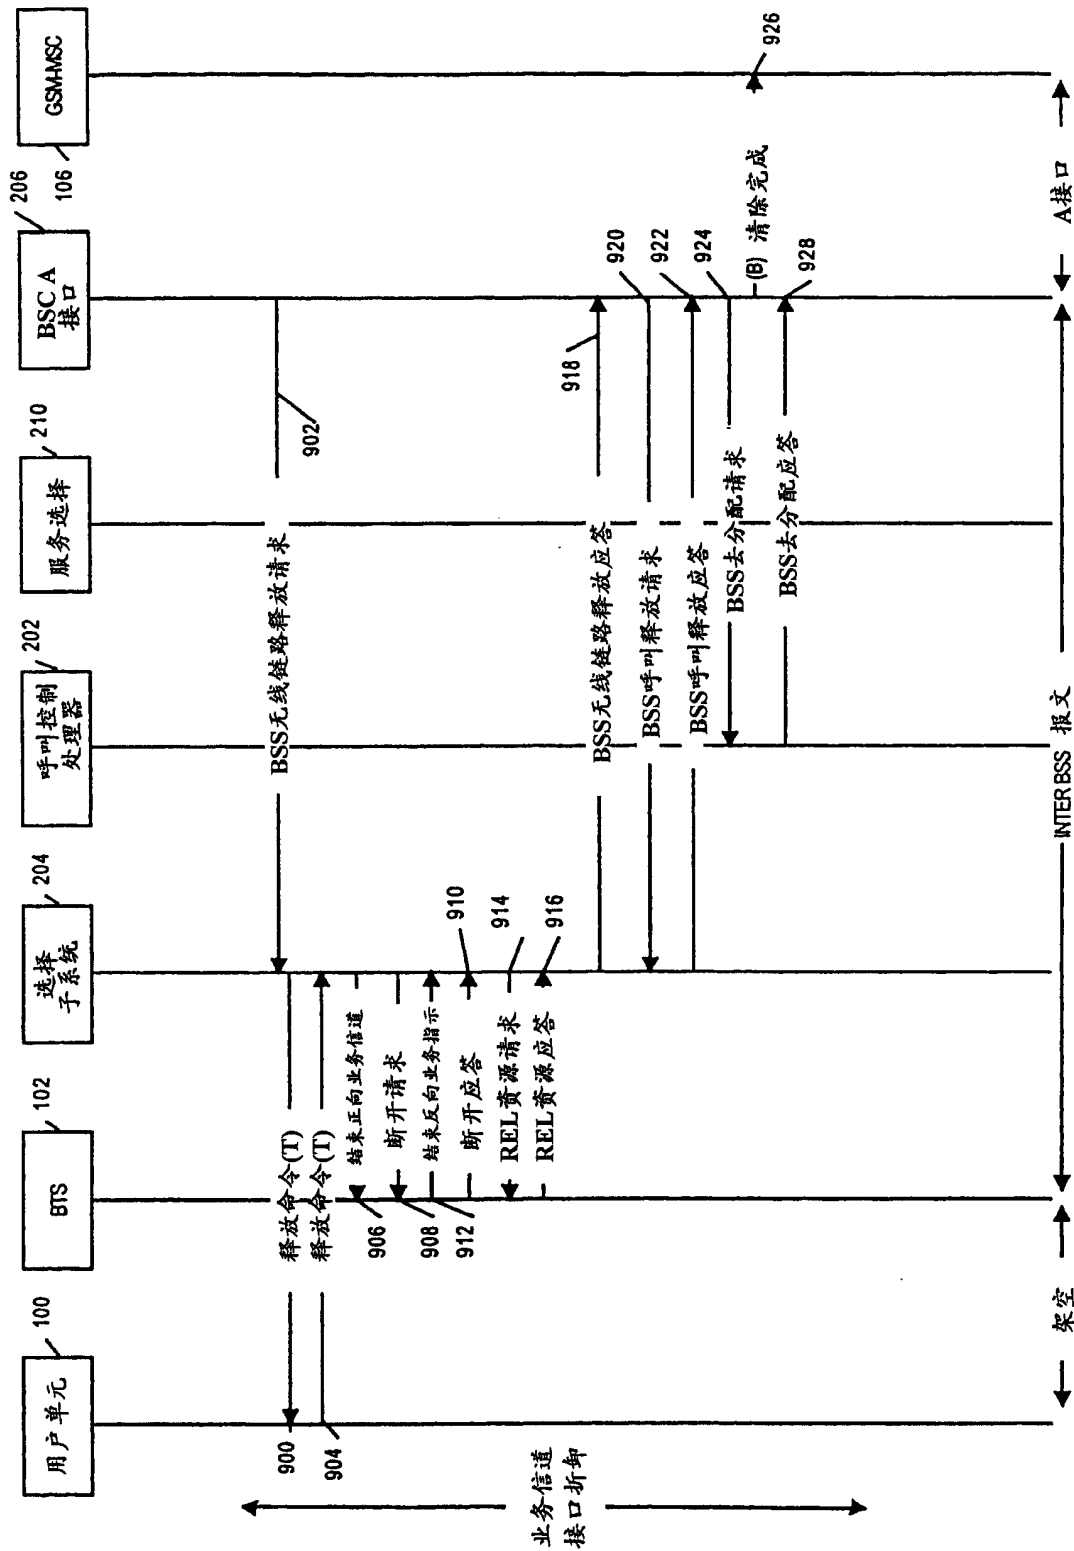 用户单元
100
BTS
102
选择
子系统
204
呼叫控制
处理器
202
服务选择
210
BSC A
接口
206
GSM-MSC
106
BSS无线链路释放请求
902
释放命令(T)
900
释放命令(T)
904
结束正向业务信道
906
断开请求
908
结束反向业务指示
912
断开应答
910
REL资源请求
914
REL资源应答
916
BSS无线链路释放应答
918
BSS呼叫释放请求
920
BSS呼叫释放应答
922
BSS去分配请求
924
(B) 清除完成
926
BSS去分配应答
928
业务信道
接口折卸
架空
INTER BSS 报文
A接口